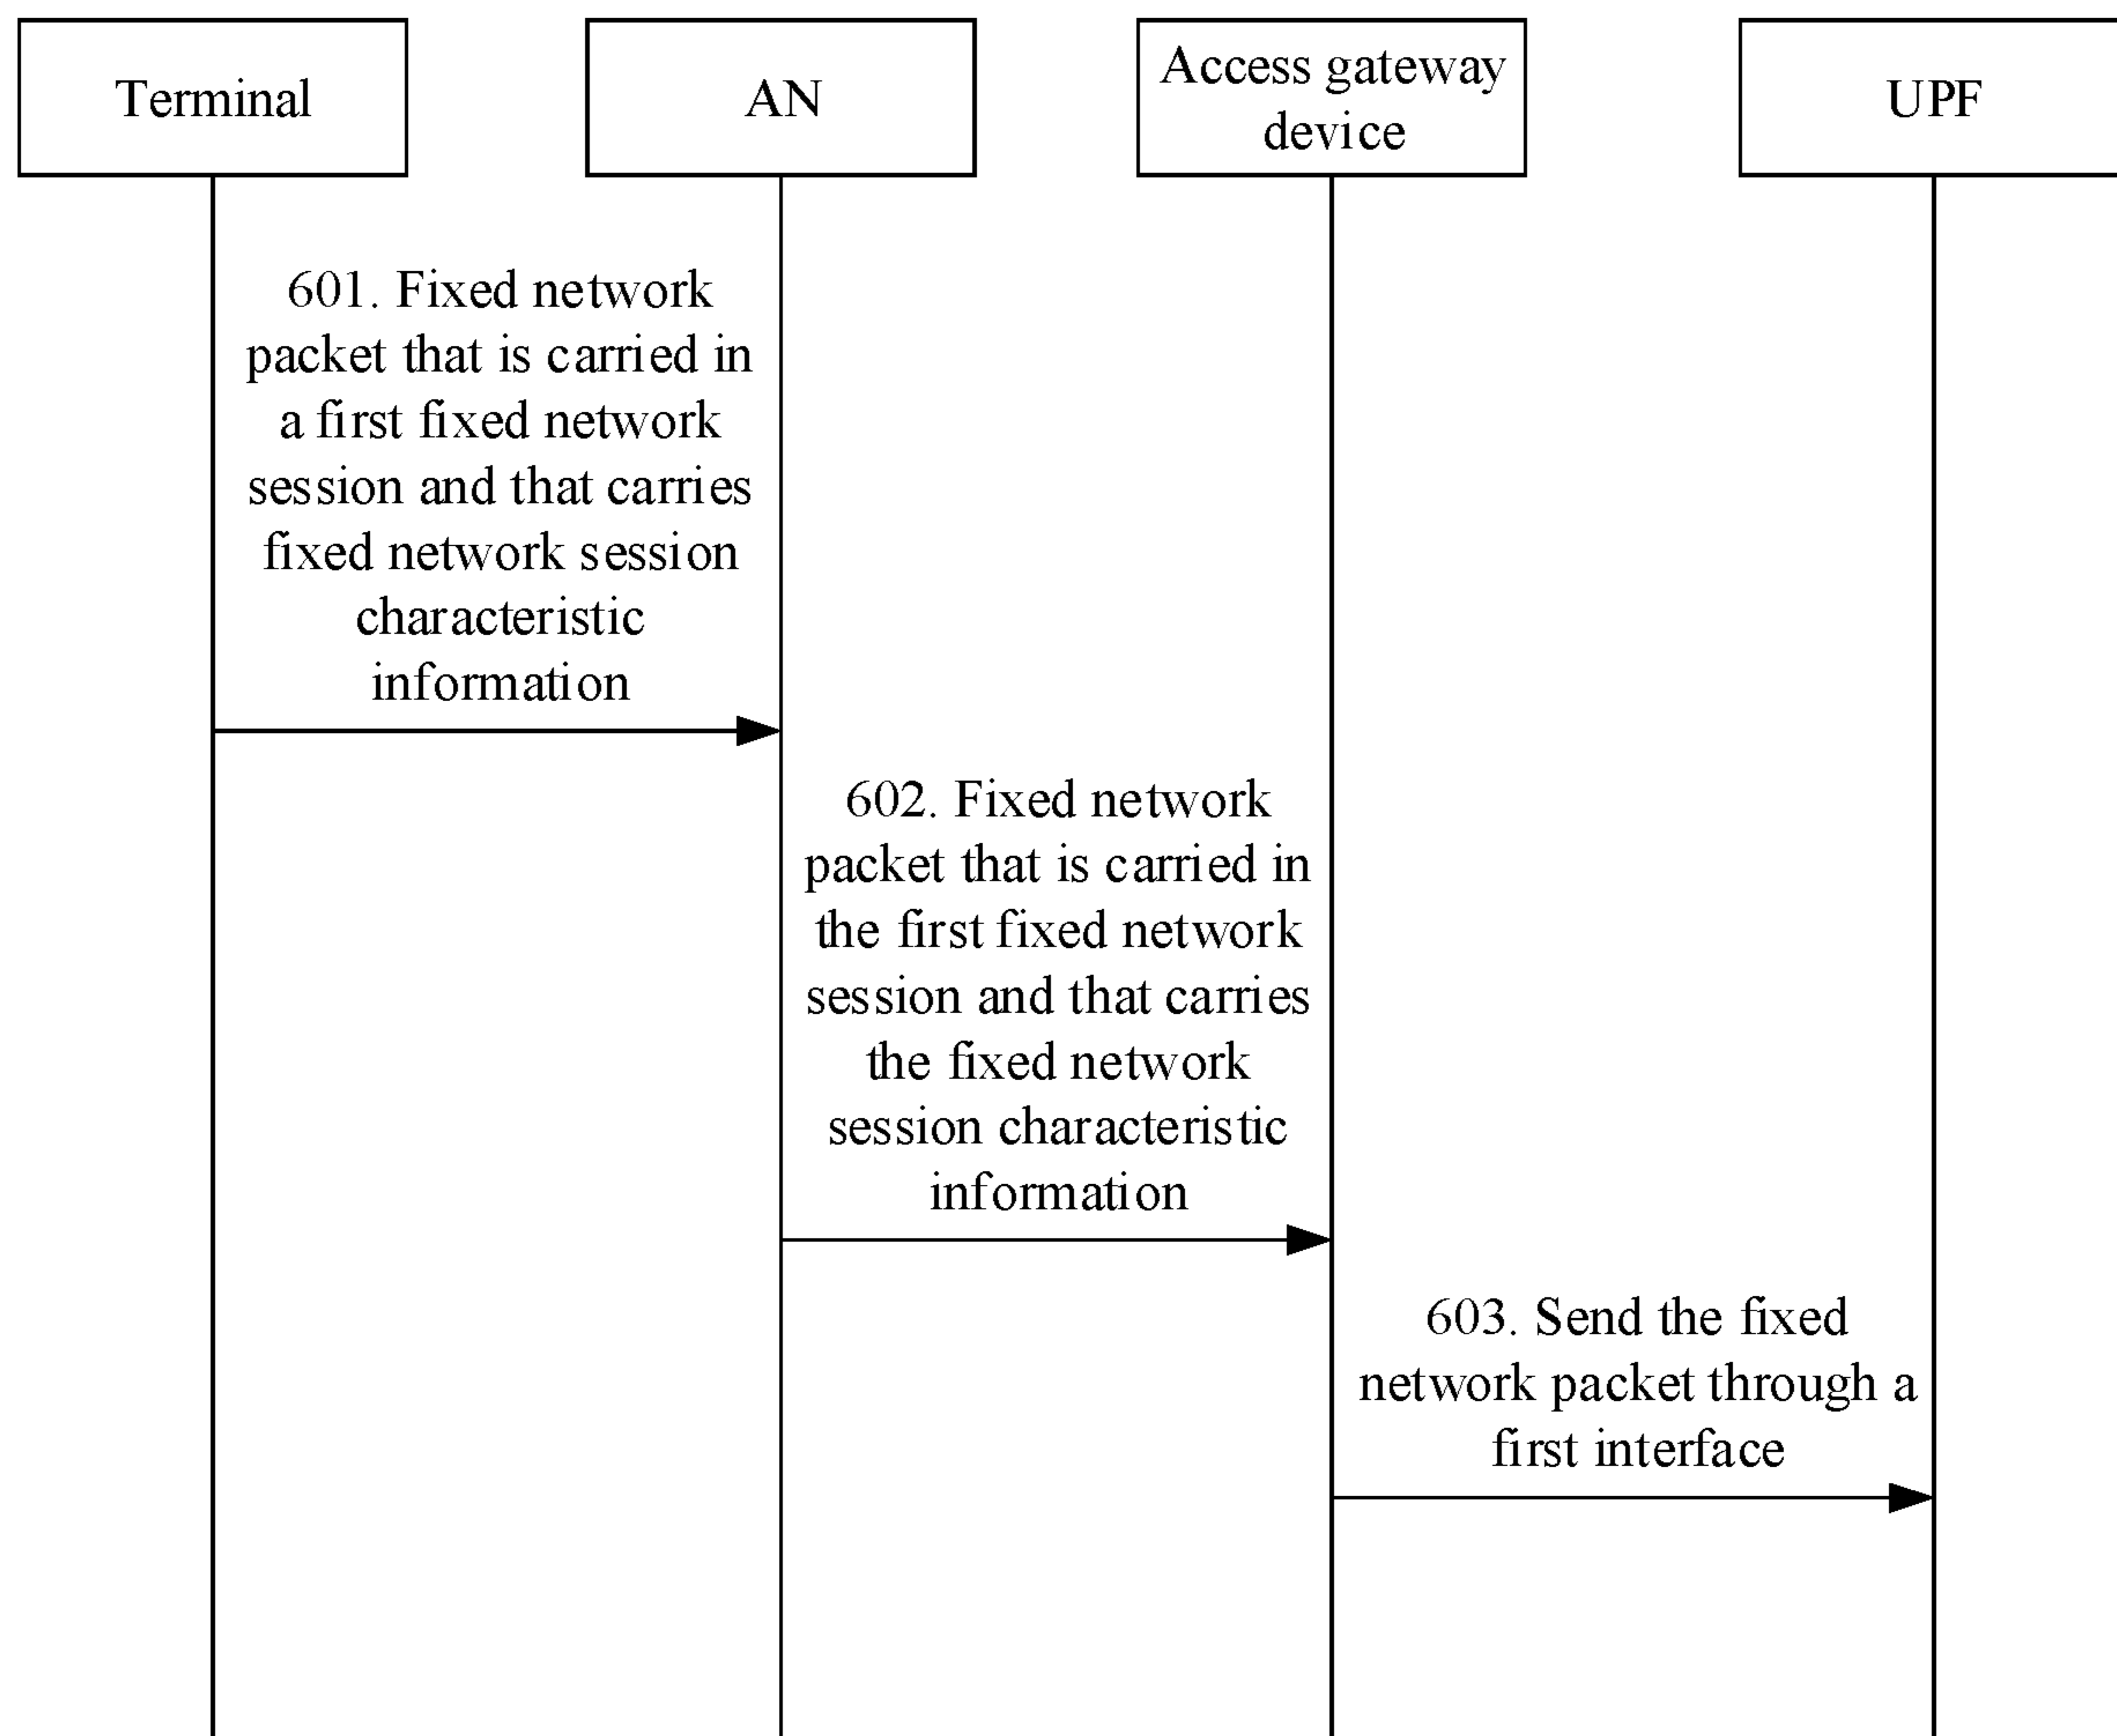 Terminal
AN
Access gateway
device
UPF
601. Fixed network
packet that is carried in
a first fixed network
session and that carries
fixed network session
characteristic
information
602. Fixed network
packet that is carried in
the first fixed network
session and that carries
the fixed network
session characteristic
information
603. Send the fixed
network packet through a
first interface